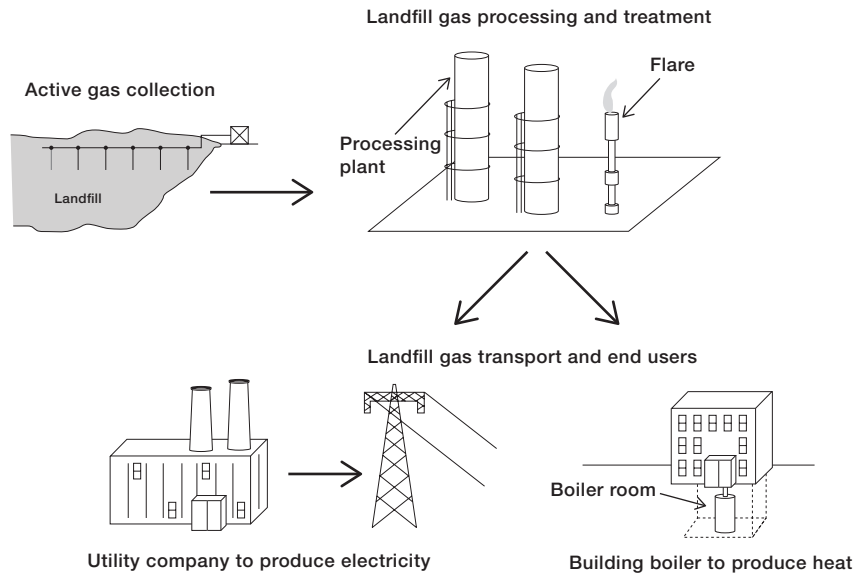 Landfill gas processing and treatment
Flare
Active gas collection
Processing
plant
Landfill
Landfill gas transport and end users
Boiler room
Utility company to produce electricity
Building boiler to produce heat